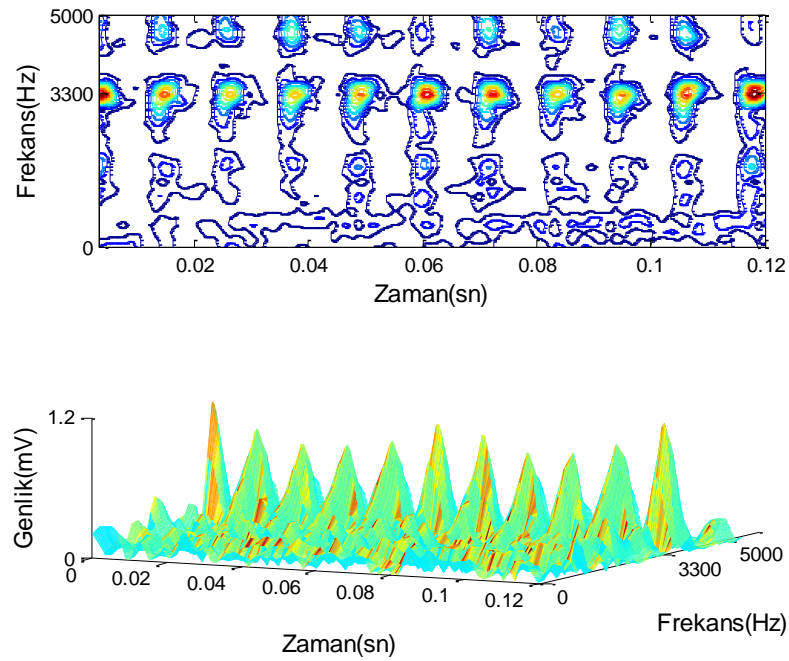 5000
3300
0
Frekans(Hz)
0.02 0.04 0.06 0.08 0.1 0.12
Zaman(sn)
1.2
0
Genlik(mV)
0 0.02 0.04 0.06 0.08 0.1 0.12
Zaman(sn)
0 3300 5000
Frekans(Hz)